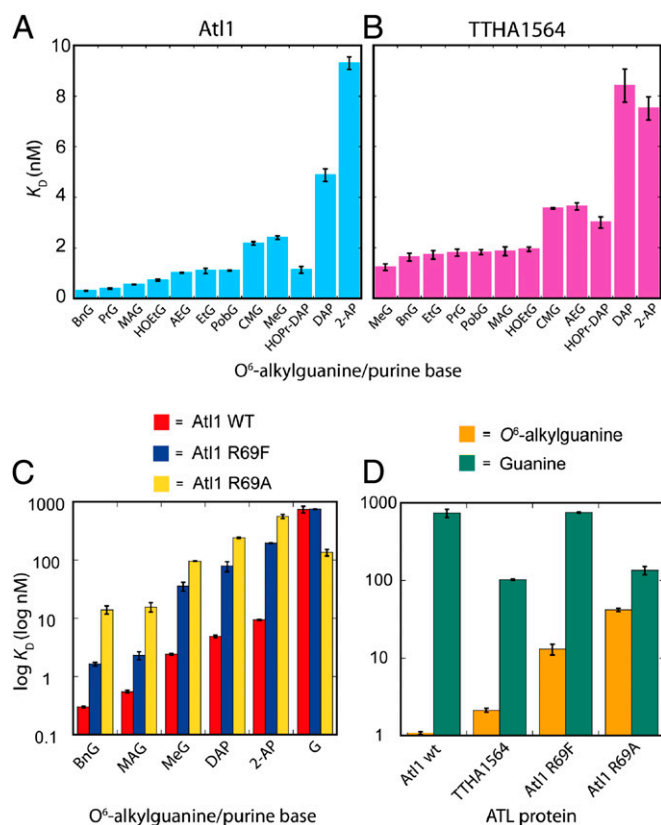 A
Atl1
B
TTHA1564
K_D (nM)
10
8
6
4
2
0
BnG
PrG
MAG
HOEtG
AEG
EtG
PobG
CMG
MeG
HOPr-DAP
DAP
2-AP
MeG
BnG
EtG
PrG
PobG
MAG
HOEtG
CMG
AEG
HOPr-DAP
DAP
2-AP
O⁶-alkylguanine/purine base
= Atl1 WT
= Atl1 R69F
= Atl1 R69A
= O⁶-alkylguanine
= Guanine
C
log K_D (log nM)
1000
100
10
1
0.1
BnG
MAG
MeG
DAP
2-AP
G
O⁶-alkylguanine/purine base
D
1000
100
10
1
Atl1 wt
TTHA1564
Atl1 R69F
Atl1 R69A
ATL protein